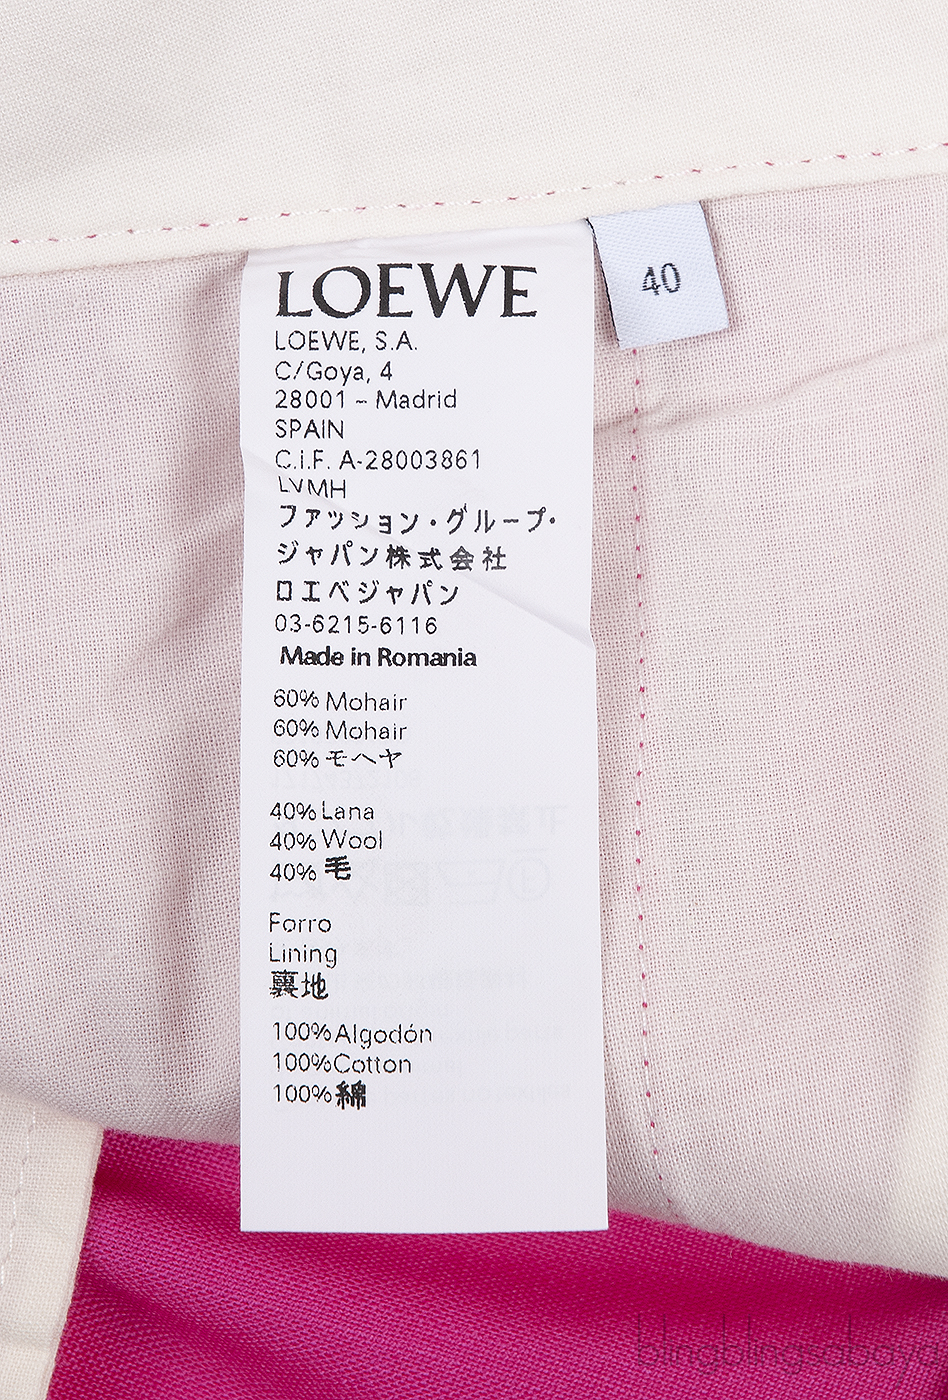 LOEWE
40
LOEWE, S.A.
C/Goya, 4
28001 – Madrid
SPAIN
C.I.F. A-28003861
LVMH
ファッション・グループ・
ジャパン株式会社
ロエベジャパン
03-6215-6116
Made in Romania
60% Mohair
60% Mohair
60% モヘヤ
40% Lana
40% Wool
40% 毛
Forro
Lining
裏地
100% Algodón
100% Cotton
100% 綿
blingblingsabaya